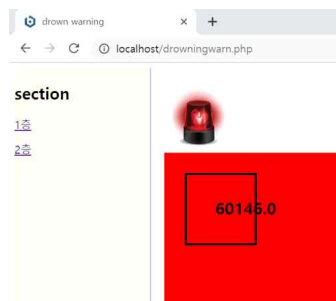 drown warning
localhost/drowningwarn.php
section
1층
2층
60146.0